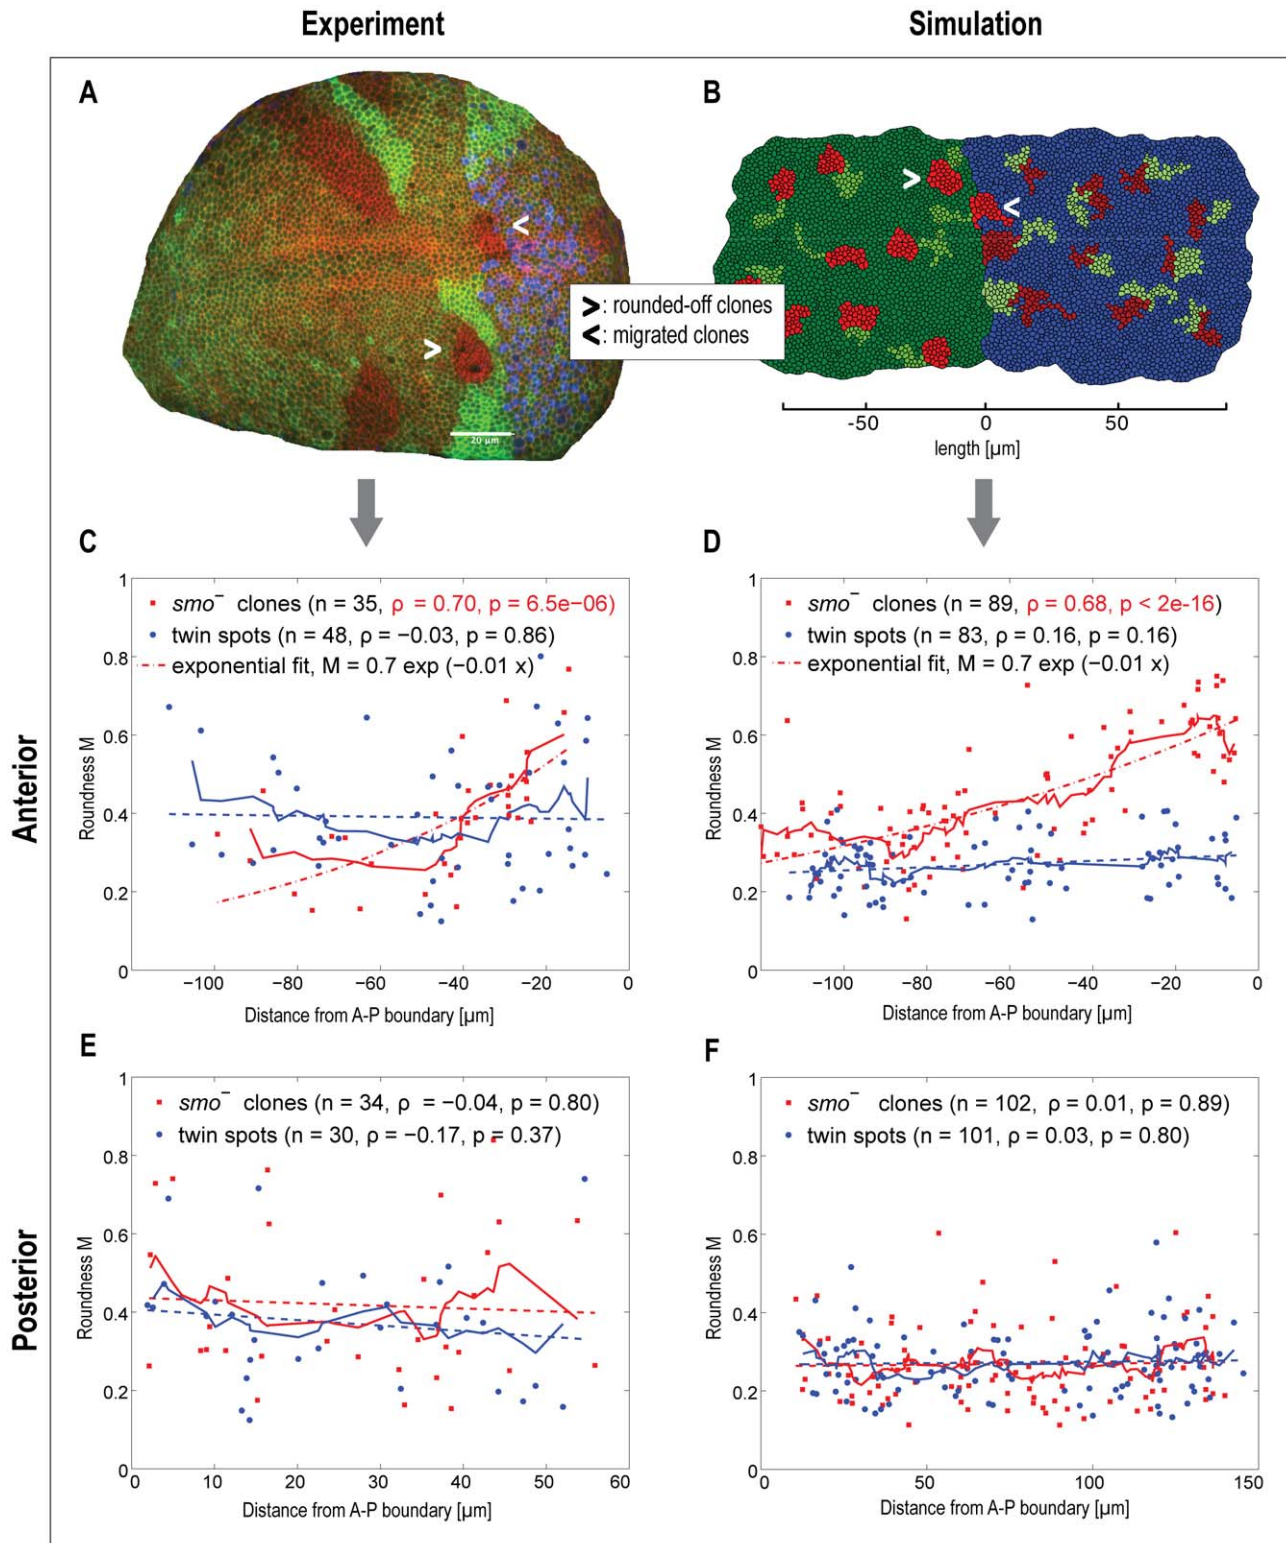 Experiment
Simulation
A
B
>
<
>
<
>: rounded-off clones
<: migrated clones
20 µm
-50
0
50
length [µm]
Anterior
C
1
0.8
0.6
0.4
0.2
0
Roundness M
smo⁻ clones (n = 35, ρ = 0.70, p = 6.5e−06)
twin spots (n = 48, ρ = −0.03, p = 0.86)
exponential fit, M = 0.7 exp (−0.01 x)
−100
−80
−60
−40
−20
0
Distance from A-P boundary [µm]
D
1
0.8
0.6
0.4
0.2
0
Roundness M
smo⁻ clones (n = 89, ρ = 0.68, p < 2e-16)
twin spots (n = 83, ρ = 0.16, p = 0.16)
exponential fit, M = 0.7 exp (−0.01 x)
−100
−80
−60
−40
−20
0
Distance from A-P boundary [µm]
Posterior
E
1
0.8
0.6
0.4
0.2
0
Roundness M
smo⁻ clones (n = 34, ρ = −0.04, p = 0.80)
twin spots (n = 30, ρ = −0.17, p = 0.37)
0
10
20
30
40
50
60
Distance from A-P boundary [µm]
F
1
0.8
0.6
0.4
0.2
0
Roundness M
smo⁻ clones (n = 102, ρ = 0.01, p = 0.89)
twin spots (n = 101, ρ = 0.03, p = 0.80)
0
50
100
150
Distance from A-P boundary [µm]